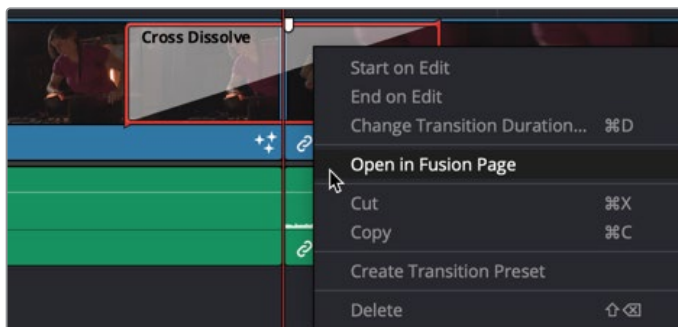 Cross Dissolve
Start on Edit
End on Edit
Change Transition Duration... ⌘D
Open in Fusion Page
Cut ⌘X
Copy ⌘C
Create Transition Preset
Delete ⇧⌫